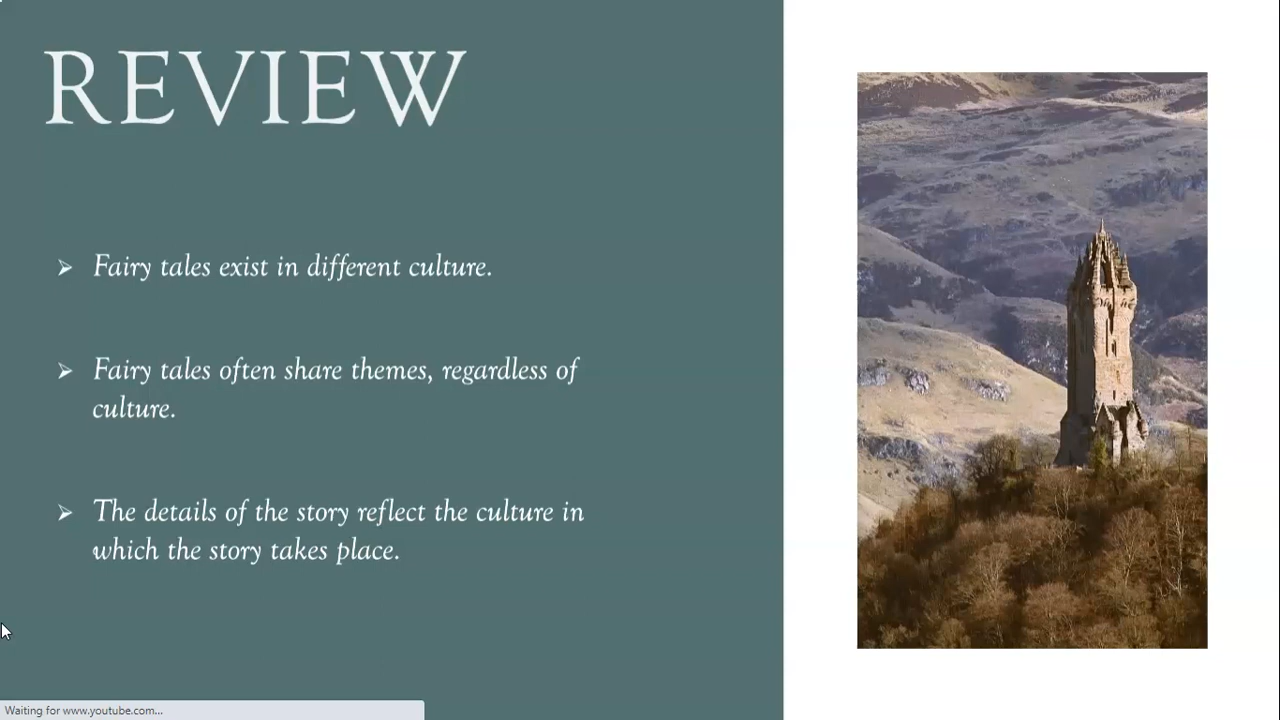 REVIEW
Fairy tales exist in different culture.
Fairy tales often share themes, regardless of
culture.
The details of the story reflect the culture in
which the story takes place.
Waiting for www.youtube.com...